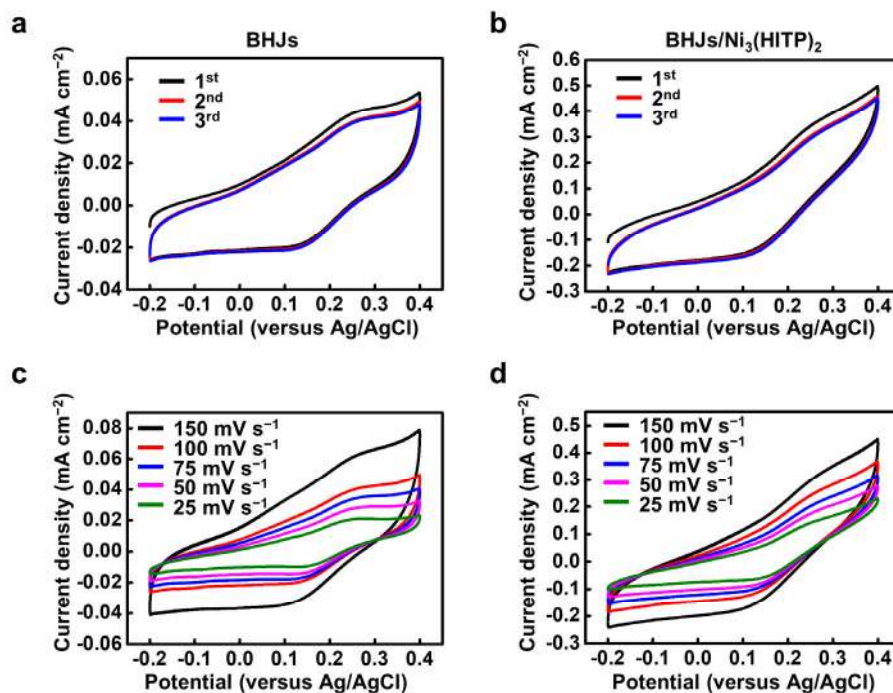 a
BHJs
Current density (mA cm⁻²)
0.06
0.04
0.02
0.00
-0.02
-0.04
1st
2nd
3rd
-0.2 -0.1 0.0 0.1 0.2 0.3 0.4
Potential (versus Ag/AgCl)
b
BHJs/Ni₃(HITP)₂
Current density (mA cm⁻²)
0.6
0.5
0.4
0.3
0.2
0.1
0.0
-0.1
-0.2
-0.3
1st
2nd
3rd
-0.2 -0.1 0.0 0.1 0.2 0.3 0.4
Potential (versus Ag/AgCl)
c
Current density (mA cm⁻²)
0.08
0.06
0.04
0.02
0.00
-0.02
-0.04
-0.06
150 mV s⁻¹
100 mV s⁻¹
75 mV s⁻¹
50 mV s⁻¹
25 mV s⁻¹
-0.2 -0.1 0.0 0.1 0.2 0.3 0.4
Potential (versus Ag/AgCl)
d
Current density (mA cm⁻²)
0.5
0.4
0.3
0.2
0.1
0.0
-0.1
-0.2
-0.3
150 mV s⁻¹
100 mV s⁻¹
75 mV s⁻¹
50 mV s⁻¹
25 mV s⁻¹
-0.2 -0.1 0.0 0.1 0.2 0.3 0.4
Potential (versus Ag/AgCl)